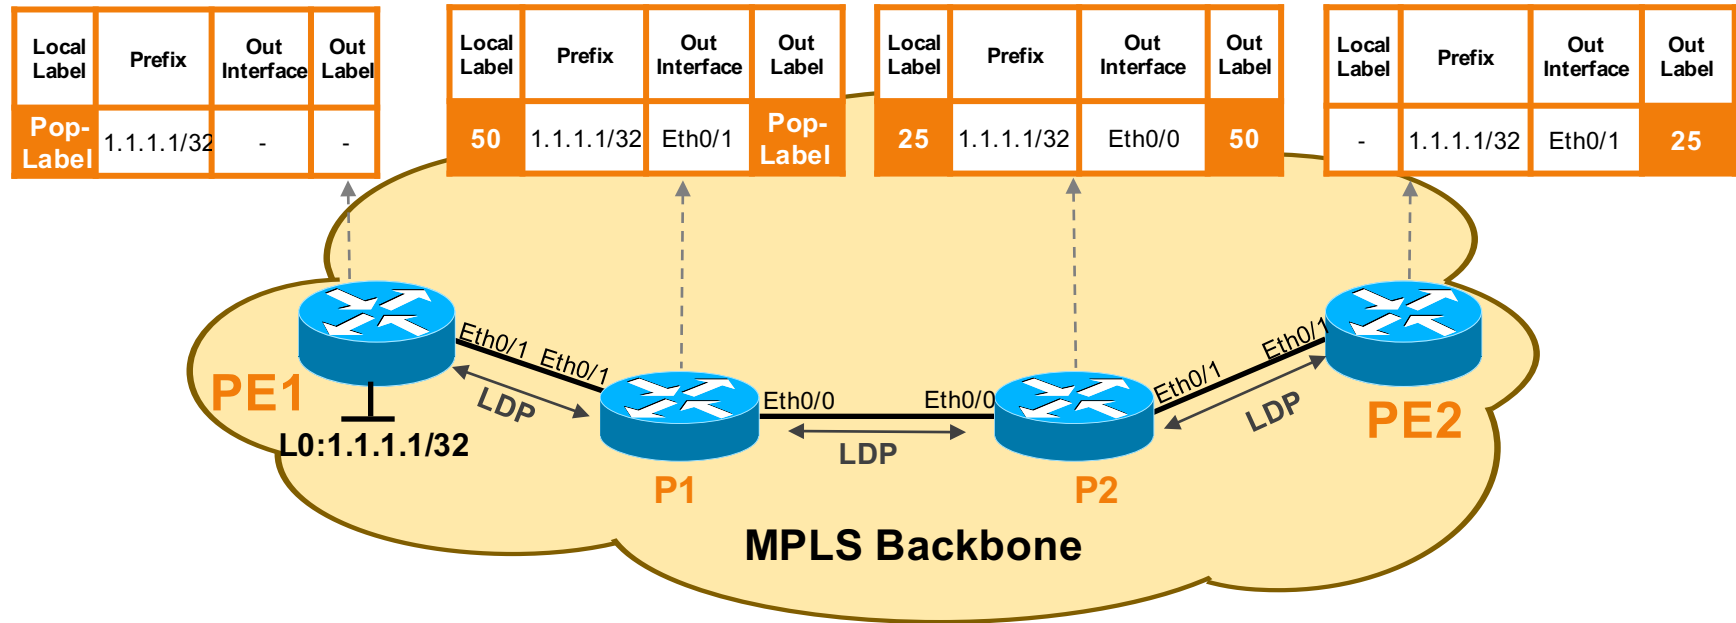 Local Label Prefix Out Interface Out Label
Pop-Label 1.1.1.1/32 - -
Local Label Prefix Out Interface Out Label
50 1.1.1.1/32 Eth0/1 Pop-Label
Local Label Prefix Out Interface Out Label
25 1.1.1.1/32 Eth0/0 50
Local Label Prefix Out Interface Out Label
- 1.1.1.1/32 Eth0/1 25
Eth0/1
Eth0/1
LDP
PE1
L0:1.1.1.1/32
Eth0/0
Eth0/0
LDP
P1
P2
Eth0/1
Eth0/1
LDP
PE2
MPLS Backbone